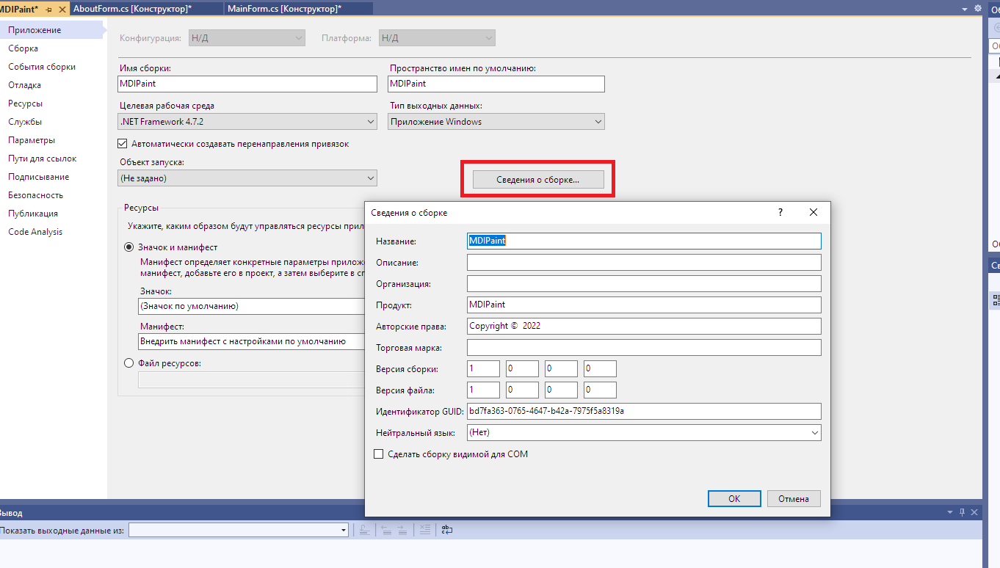 MDIPaint* AboutForm.cs [Конструктор]* MainForm.cs [Конструктор]*
Приложение
Сборка
События сборки
Отладка
Ресурсы
Службы
Параметры
Пути для ссылок
Подписывание
Безопасность
Публикация
Code Analysis
Конфигурация: Н/Д Платформа: Н/Д
Имя сборки: Пространство имен по умолчанию:
MDIPaint MDIPaint
Целевая рабочая среда Тип выходных данных:
.NET Framework 4.7.2 Приложение Windows
Автоматически создавать перенаправления привязок
Объект запуска:
(Не задано) Сведения о сборке...
Ресурсы
Укажите, каким образом будут управляться ресурсы прил
Значок и манифест
Манифест определяет конкретные параметры прилож
манифест, добавьте его в проект, а затем выберите в сп
Значок:
(Значок по умолчанию)
Манифест:
Внедрить манифест с настройками по умолчанию
Файл ресурсов:
Сведения о сборке ?
Название: MDIPaint
Описание:
Организация:
Продукт: MDIPaint
Авторские права: Copyright © 2022
Торговая марка:
Версия сборки: 1 0 0 0
Версия файла: 1 0 0 0
Идентификатор GUID: bd7fa363-0765-4647-b42a-7975f5a8319a
Нейтральный язык: (Нет)
Сделать сборку видимой для COM
OK Отмена
Вывод
Показать выходные данные из: